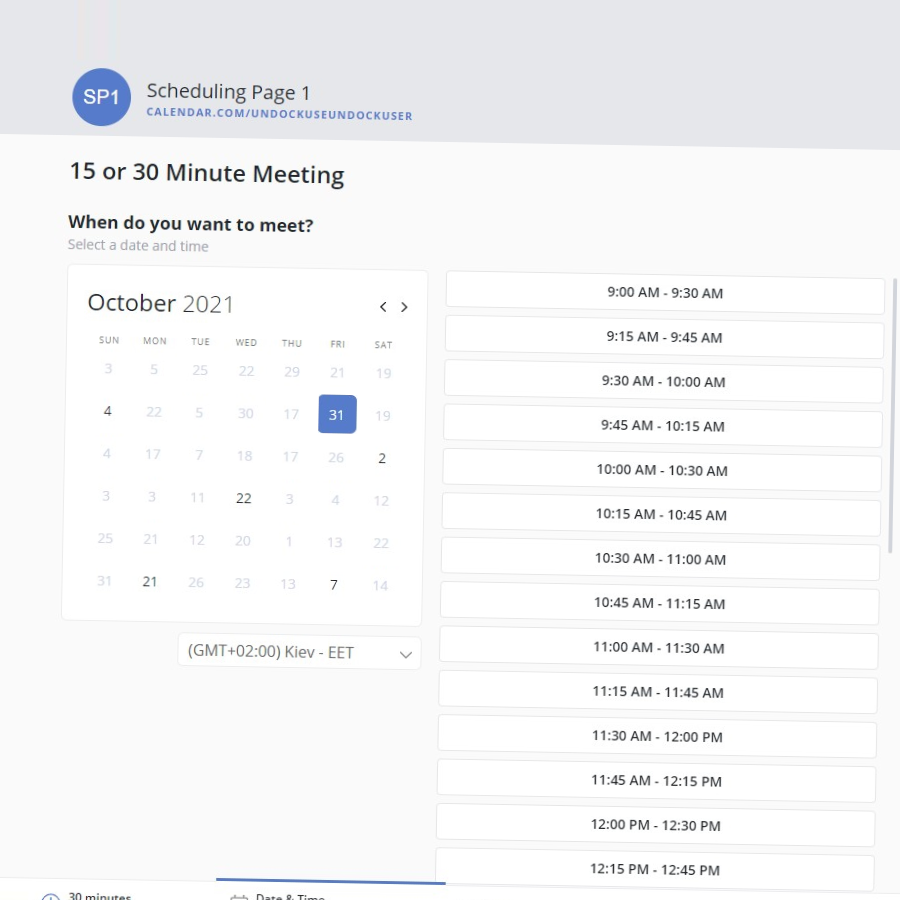 SP1
Scheduling Page 1
CALENDAR.COM/UNDOCKUSEUNDOCKUSER
15 or 30 Minute Meeting
When do you want to meet?
Select a date and time
October 2021
SUN MON TUE WED THU FRI SAT
3 5 25 22 29 21 19
4 22 5 30 17 31 19
4 17 7 18 17 26 2
3 3 11 22 3 4 12
25 21 12 20 1 13 22
31 21 26 23 13 7 14
(GMT+02:00) Kiev - EET
9:00 AM - 9:30 AM
9:15 AM - 9:45 AM
9:30 AM - 10:00 AM
9:45 AM - 10:15 AM
10:00 AM - 10:30 AM
10:15 AM - 10:45 AM
10:30 AM - 11:00 AM
10:45 AM - 11:15 AM
11:00 AM - 11:30 AM
11:15 AM - 11:45 AM
11:30 AM - 12:00 PM
11:45 AM - 12:15 PM
12:00 PM - 12:30 PM
12:15 PM - 12:45 PM
30 minutes
Date & Time